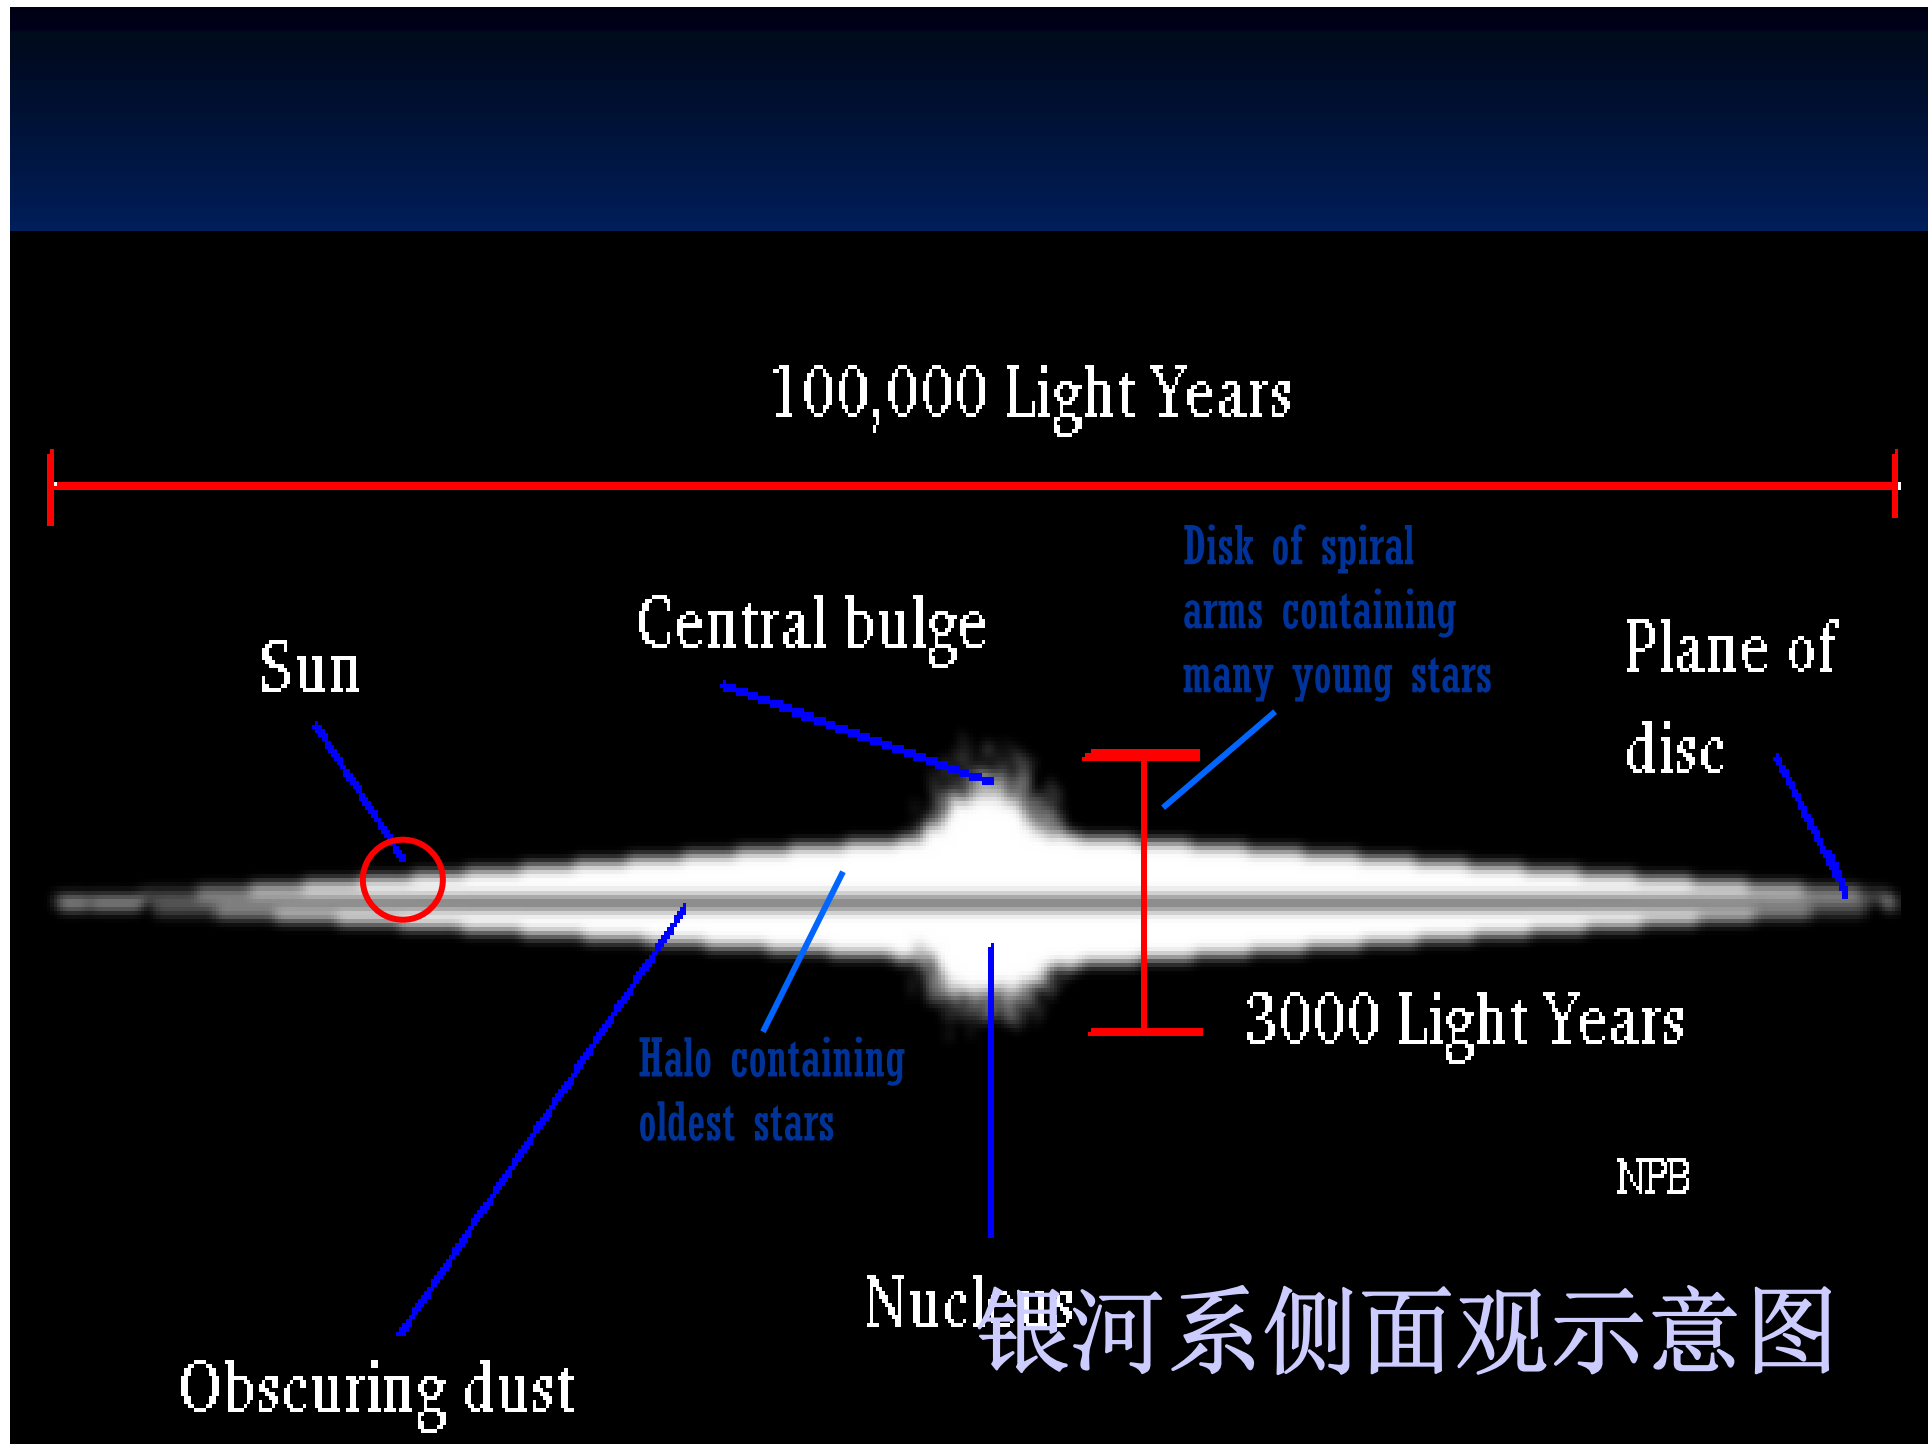 100,000 Light Years
Disk of spiral
arms containing
many young stars
Central bulge
Sun
Plane of
disc
3000 Light Years
Halo containing
oldest stars
NPB
Nucleus
银河系侧面观示意图
Obscuring dust